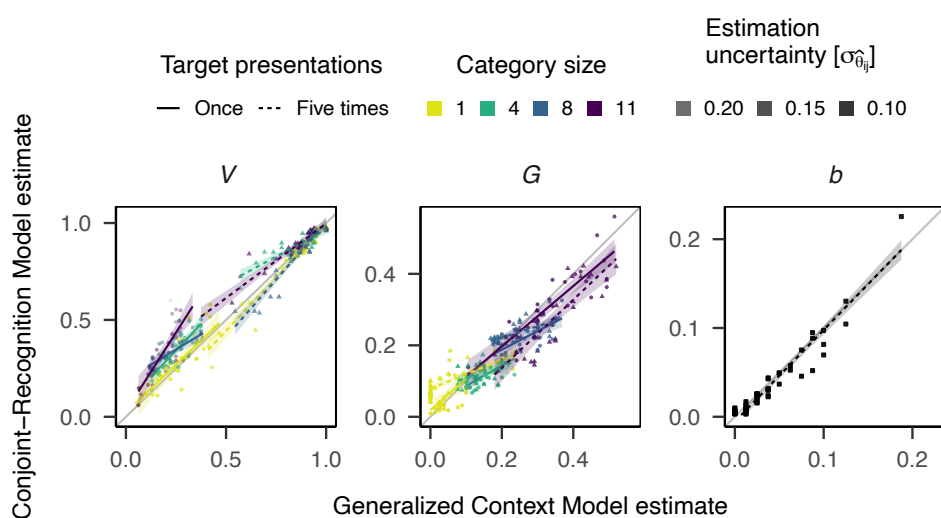 Estimation
Target presentations Category size uncertainty [σθ̂ij]
Once Five times 1 4 8 11 0.20 0.15 0.10
V G b
Conjoint−Recognition Model estimate
1.0 0.5 0.0
0.4 0.2 0.0
0.2 0.1 0.0
0.0 0.5 1.0 0.0 0.2 0.4 0.0 0.1 0.2
Generalized Context Model estimate